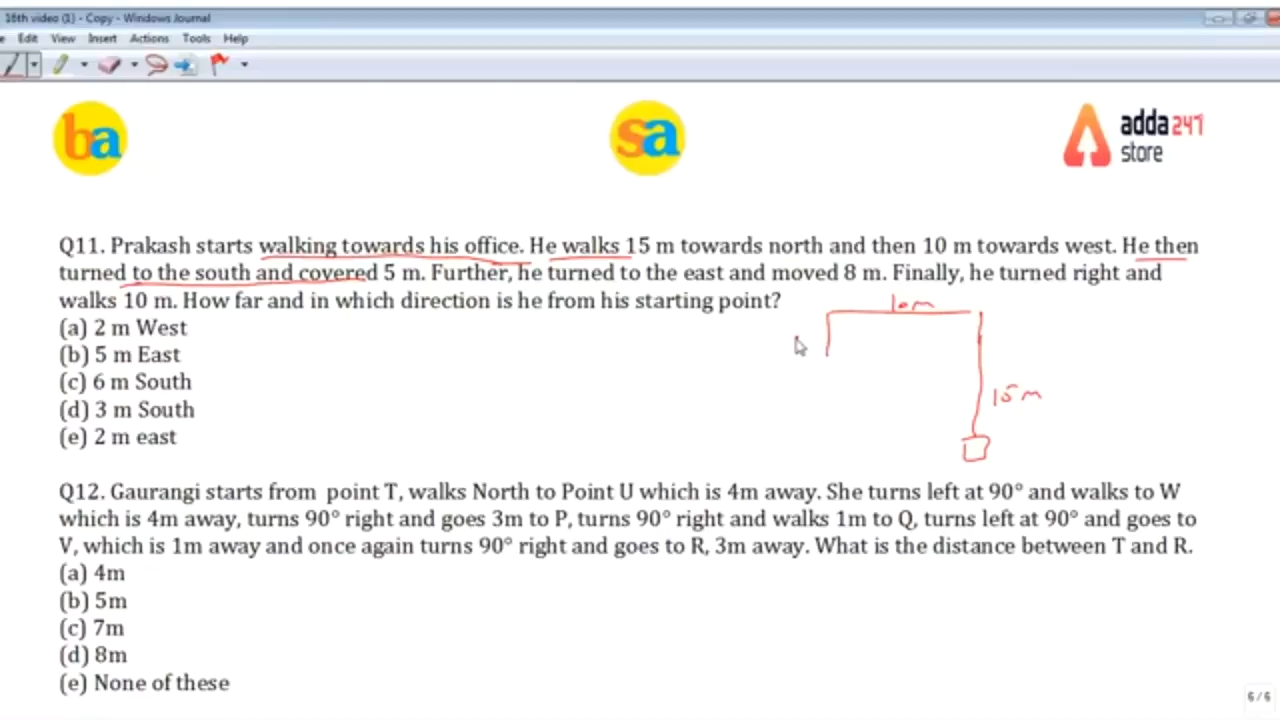 16th video (1) - Copy - Windows Journal
e Edit View Insert Actions Tools Help
ba
sa
adda247
store
Q11. Prakash starts walking towards his office. He walks 15 m towards north and then 10 m towards west. He then
turned to the south and covered 5 m. Further, he turned to the east and moved 8 m. Finally, he turned right and
walks 10 m. How far and in which direction is he from his starting point?
10m
(a) 2 m West
(b) 5 m East
(c) 6 m South
15m
(d) 3 m South
(e) 2 m east
Q12. Gaurangi starts from point T, walks North to Point U which is 4m away. She turns left at 90° and walks to W
which is 4m away, turns 90° right and goes 3m to P, turns 90° right and walks 1m to Q, turns left at 90° and goes to
V, which is 1m away and once again turns 90° right and goes to R, 3m away. What is the distance between T and R.
(a) 4m
(b) 5m
(c) 7m
(d) 8m
(e) None of these
6 / 6